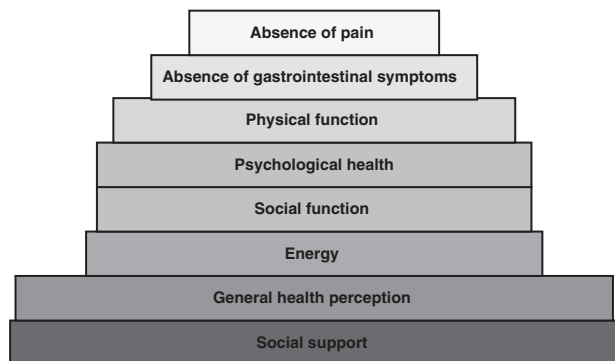 Absence of pain
Absence of gastrointestinal symptoms
Physical function
Psychological health
Social function
Energy
General health perception
Social support